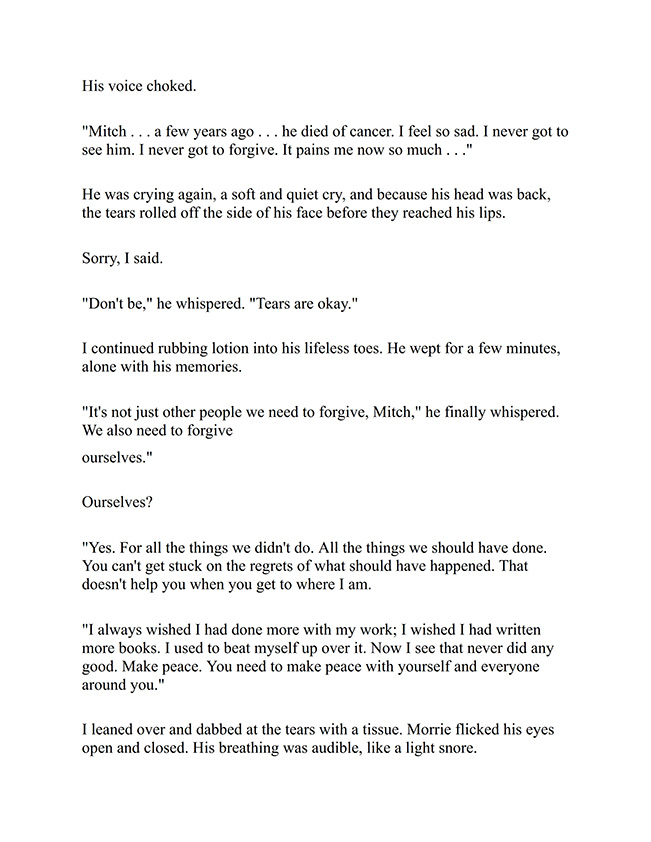 His voice choked.
"Mitch . . . a few years ago . . . he died of cancer. I feel so sad. I never got to
see him. I never got to forgive. It pains me now so much . . ."
He was crying again, a soft and quiet cry, and because his head was back,
the tears rolled off the side of his face before they reached his lips.
Sorry, I said.
"Don't be," he whispered. "Tears are okay."
I continued rubbing lotion into his lifeless toes. He wept for a few minutes,
alone with his memories.
"It's not just other people we need to forgive, Mitch," he finally whispered.
We also need to forgive
ourselves."
Ourselves?
"Yes. For all the things we didn't do. All the things we should have done.
You can't get stuck on the regrets of what should have happened. That
doesn't help you when you get to where I am.
"I always wished I had done more with my work; I wished I had written
more books. I used to beat myself up over it. Now I see that never did any
good. Make peace. You need to make peace with yourself and everyone
around you."
I leaned over and dabbed at the tears with a tissue. Morrie flicked his eyes
open and closed. His breathing was audible, like a light snore.